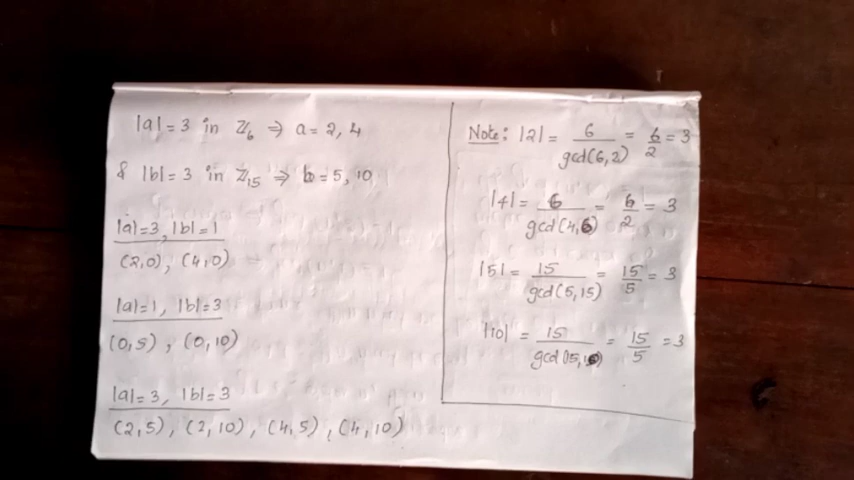 |a| = 3 in ℤ₆ ⇒ a = 2, 4
& |b| = 3 in ℤ₁₅ ⇒ b = 5, 10
|a|=3, |b|=1
(2,0), (4,0)
|a|=1, |b|=3
(0,5), (0,10)
|a|=3, |b|=3
(2,5), (2,10), (4,5), (4,10)
Note: |2| = 6/gcd(6,2) = 6/2 = 3
|4| = 6/gcd(4,6) = 6/2 = 3
|5| = 15/gcd(5,15) = 15/5 = 3
|10| = 15/gcd(15,10) = 15/5 = 3